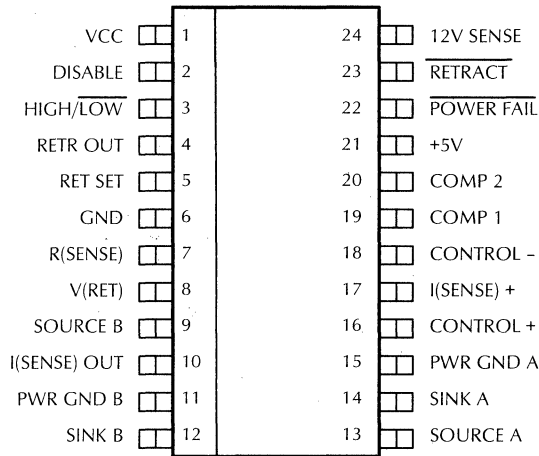 VCC 1 24 12V SENSE
DISABLE 2 23 RETRACT
HIGH/LOW 3 22 POWER FAIL
RETR OUT 4 21 +5V
RET SET 5 20 COMP 2
GND 6 19 COMP 1
R(SENSE) 7 18 CONTROL –
V(RET) 8 17 I(SENSE) +
SOURCE B 9 16 CONTROL +
I(SENSE) OUT 10 15 PWR GND A
PWR GND B 11 14 SINK A
SINK B 12 13 SOURCE A